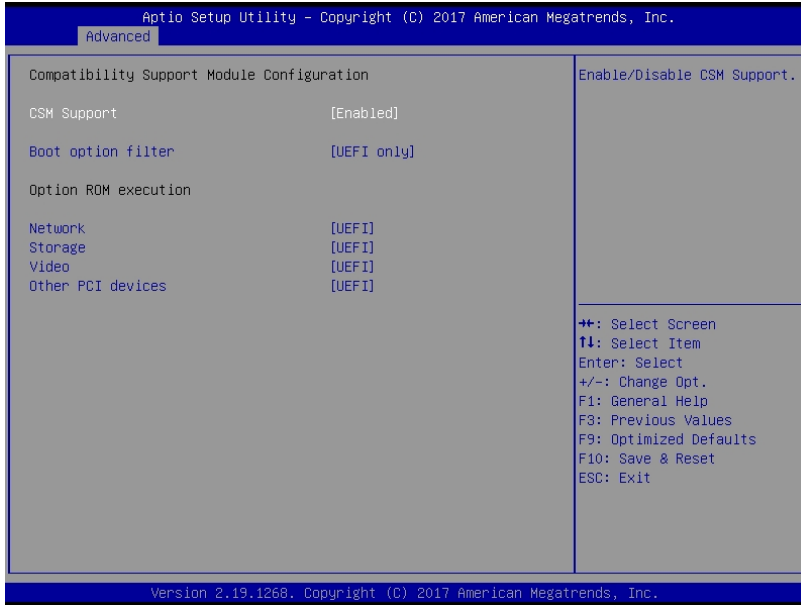 Aptio Setup Utility – Copyright (C) 2017 American Megatrends, Inc.
Advanced
Compatibility Support Module Configuration
CSM Support [Enabled]
Boot option filter [UEFI only]
Option ROM execution
Network [UEFI]
Storage [UEFI]
Video [UEFI]
Other PCI devices [UEFI]
Enable/Disable CSM Support.
→←: Select Screen
↑↓: Select Item
Enter: Select
+/-: Change Opt.
F1: General Help
F3: Previous Values
F9: Optimized Defaults
F10: Save & Reset
ESC: Exit
Version 2.19.1268. Copyright (C) 2017 American Megatrends, Inc.